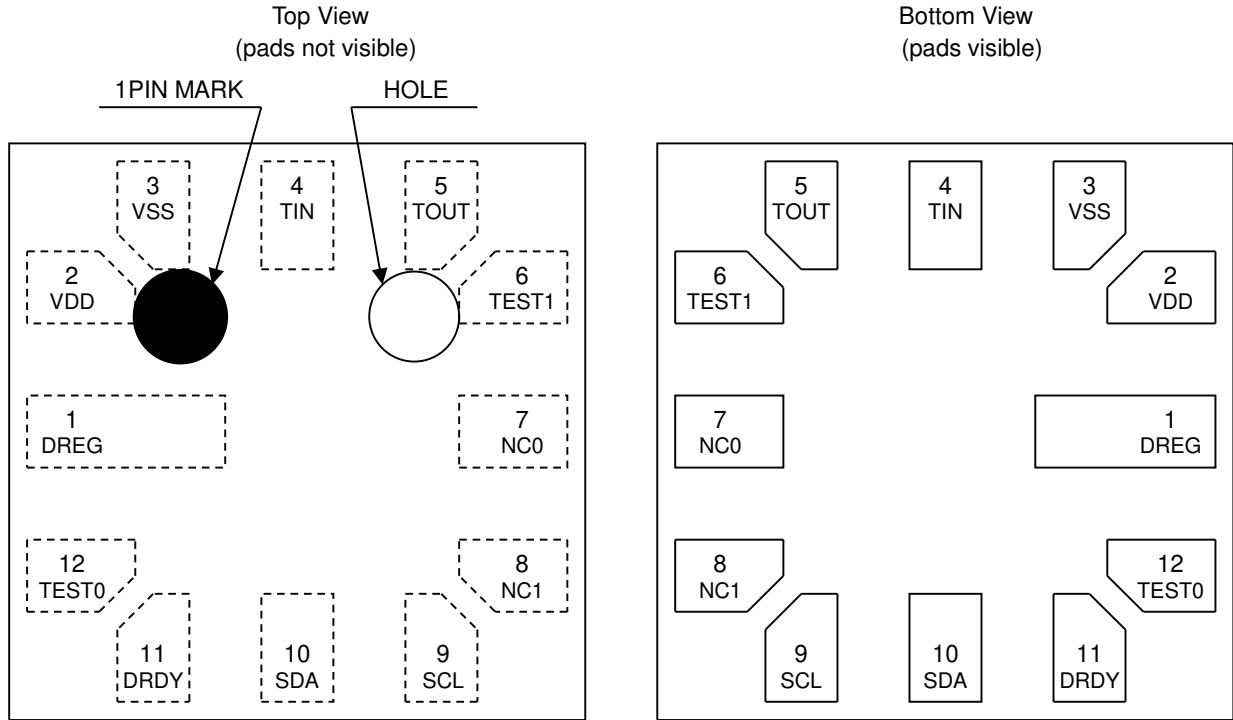 Top View
(pads not visible)
1PIN MARK
HOLE
3
VSS
4
TIN
5
TOUT
2
VDD
6
TEST1
1
DREG
7
NC0
12
TEST0
8
NC1
11
DRDY
10
SDA
9
SCL
Bottom View
(pads visible)
5
TOUT
4
TIN
3
VSS
6
TEST1
2
VDD
7
NC0
1
DREG
8
NC1
12
TEST0
9
SCL
10
SDA
11
DRDY